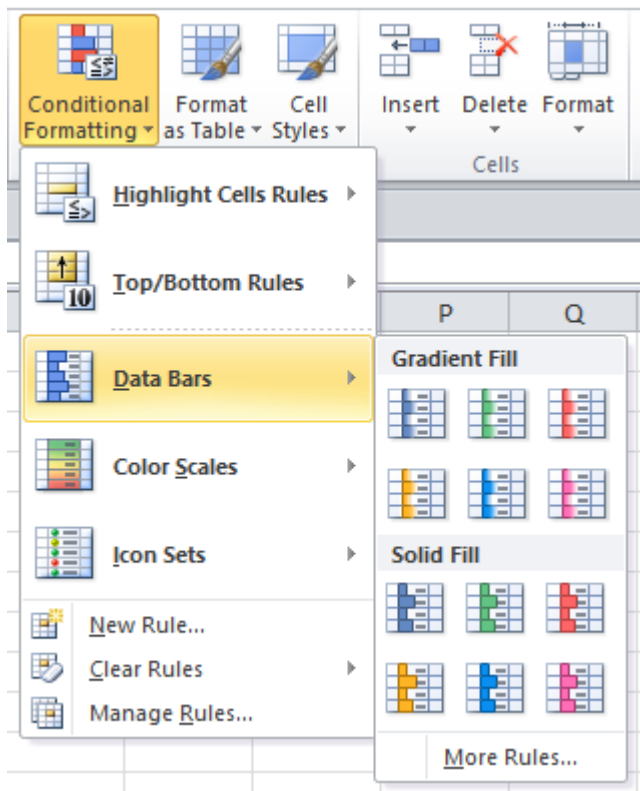 Conditional Formatting
Format as Table
Cell Styles
Insert
Delete
Format
Cells
Highlight Cells Rules
Top/Bottom Rules
10
P
Q
Data Bars
Gradient Fill
Color Scales
Icon Sets
Solid Fill
New Rule...
Clear Rules
Manage Rules...
More Rules...